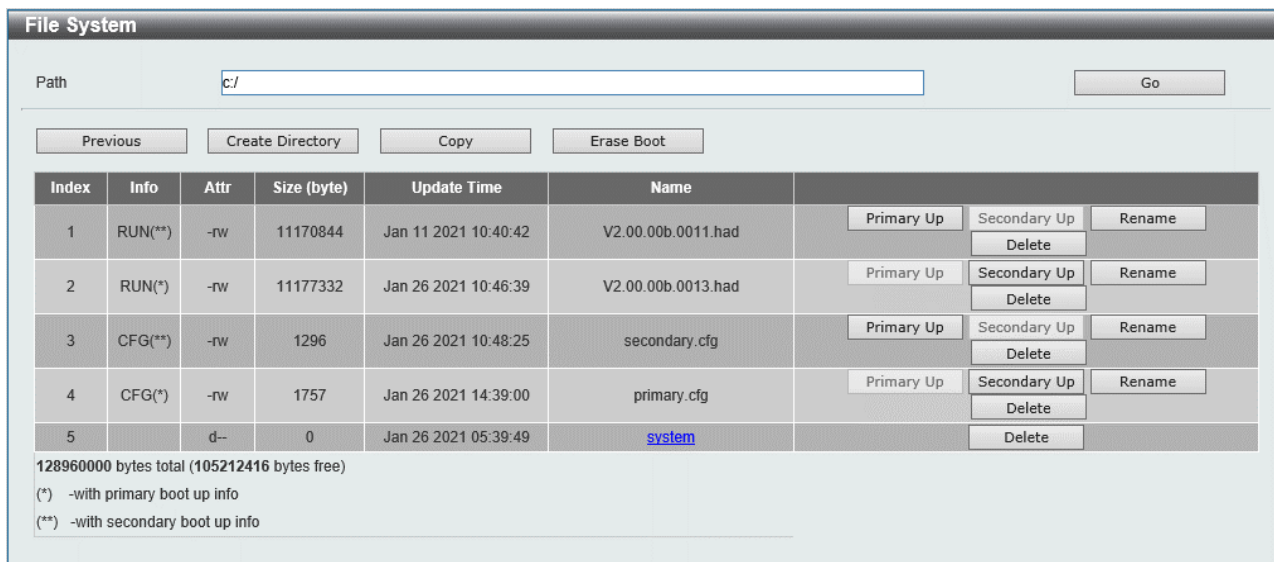 File System
Path c:/ Go
Previous Create Directory Copy Erase Boot
Index Info Attr Size (byte) Update Time Name
1 RUN(**) -rw 11170844 Jan 11 2021 10:40:42 V2.00.00b.0011.had Primary Up Secondary Up Rename
Delete
2 RUN(*) -rw 11177332 Jan 26 2021 10:46:39 V2.00.00b.0013.had Primary Up Secondary Up Rename
Delete
3 CFG(**) -rw 1296 Jan 26 2021 10:48:25 secondary.cfg Primary Up Secondary Up Rename
Delete
4 CFG(*) -rw 1757 Jan 26 2021 14:39:00 primary.cfg Primary Up Secondary Up Rename
Delete
5 d-- 0 Jan 26 2021 05:39:49 system Delete
128960000 bytes total (105212416 bytes free)
(*) -with primary boot up info
(**) -with secondary boot up info